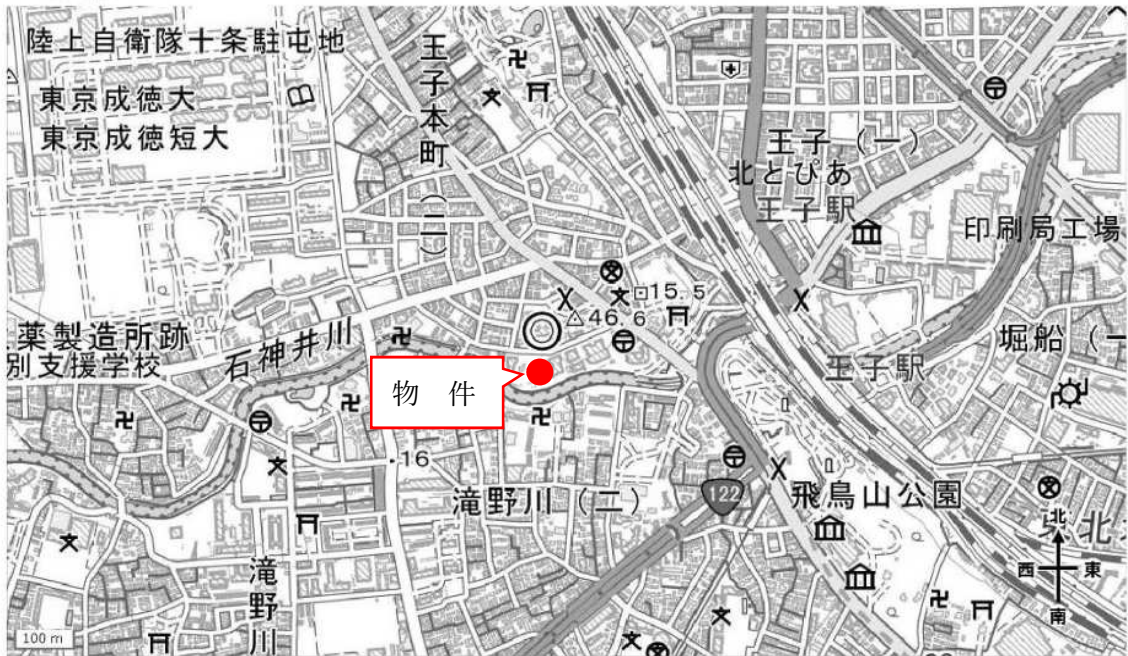 陸上自衛隊十条駐屯地
東京成徳大
東京成徳短大
王子本町(二)
王子(一)
北とぴあ
王子駅
印刷局工場
15.5
46.6
薬製造所跡
別支援学校
石神井川
物 件
堀船(一
王子駅
16
滝野川(二)
122
飛鳥山公園
北
西 東
南
滝野川
100 m